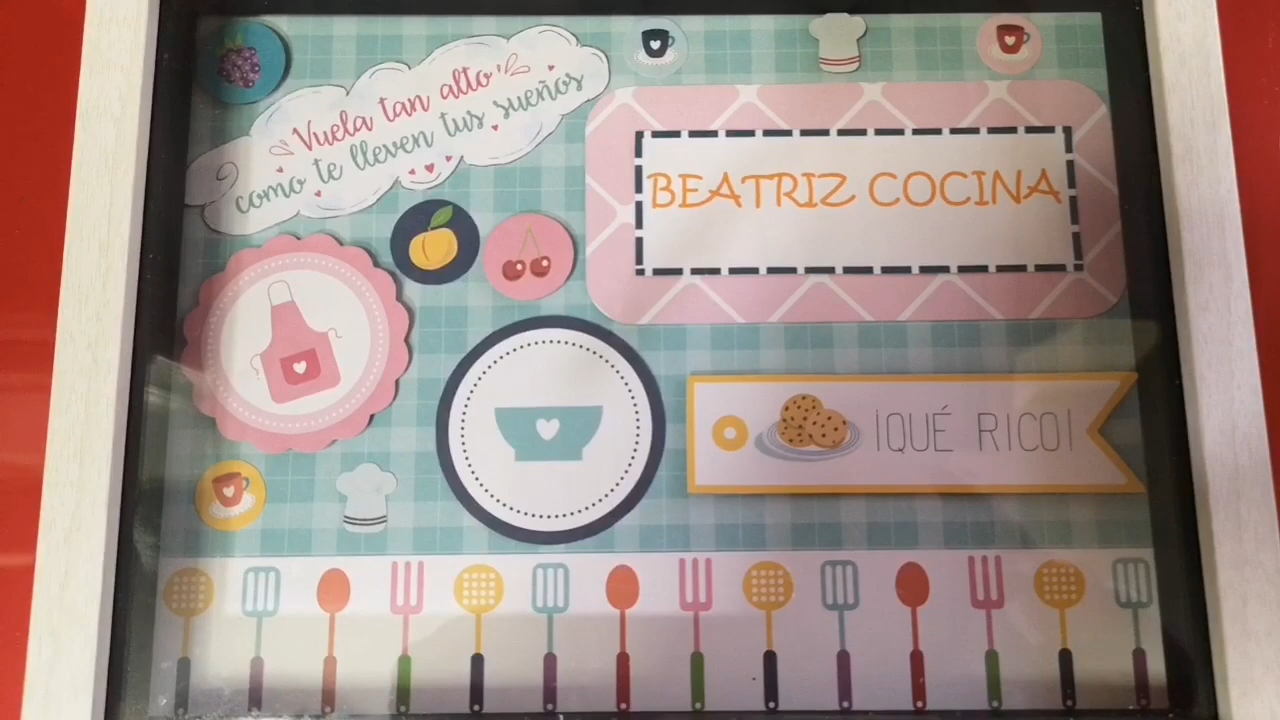 Vuela tan alto
como te lleven tus sueños
BEATRIZ COCINA
¡QUÉ RICO!